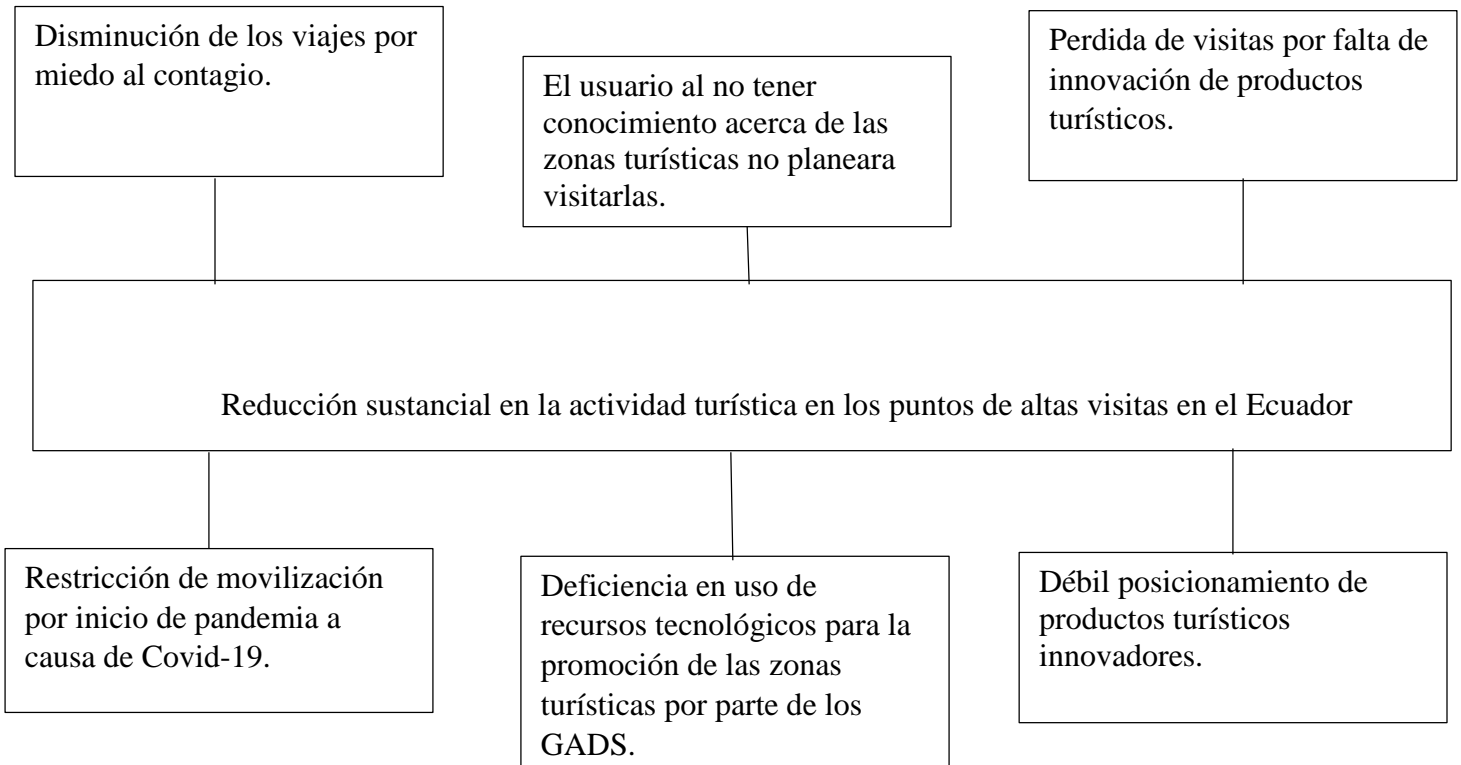 Disminución de los viajes por
miedo al contagio.
El usuario al no tener
conocimiento acerca de las
zonas turísticas no planeara
visitarlas.
Perdida de visitas por falta de
innovación de productos
turísticos.
Reducción sustancial en la actividad turística en los puntos de altas visitas en el Ecuador
Restricción de movilización
por inicio de pandemia a
causa de Covid-19.
Deficiencia en uso de
recursos tecnológicos para la
promoción de las zonas
turísticas por parte de los
GADS.
Débil posicionamiento de
productos turísticos
innovadores.